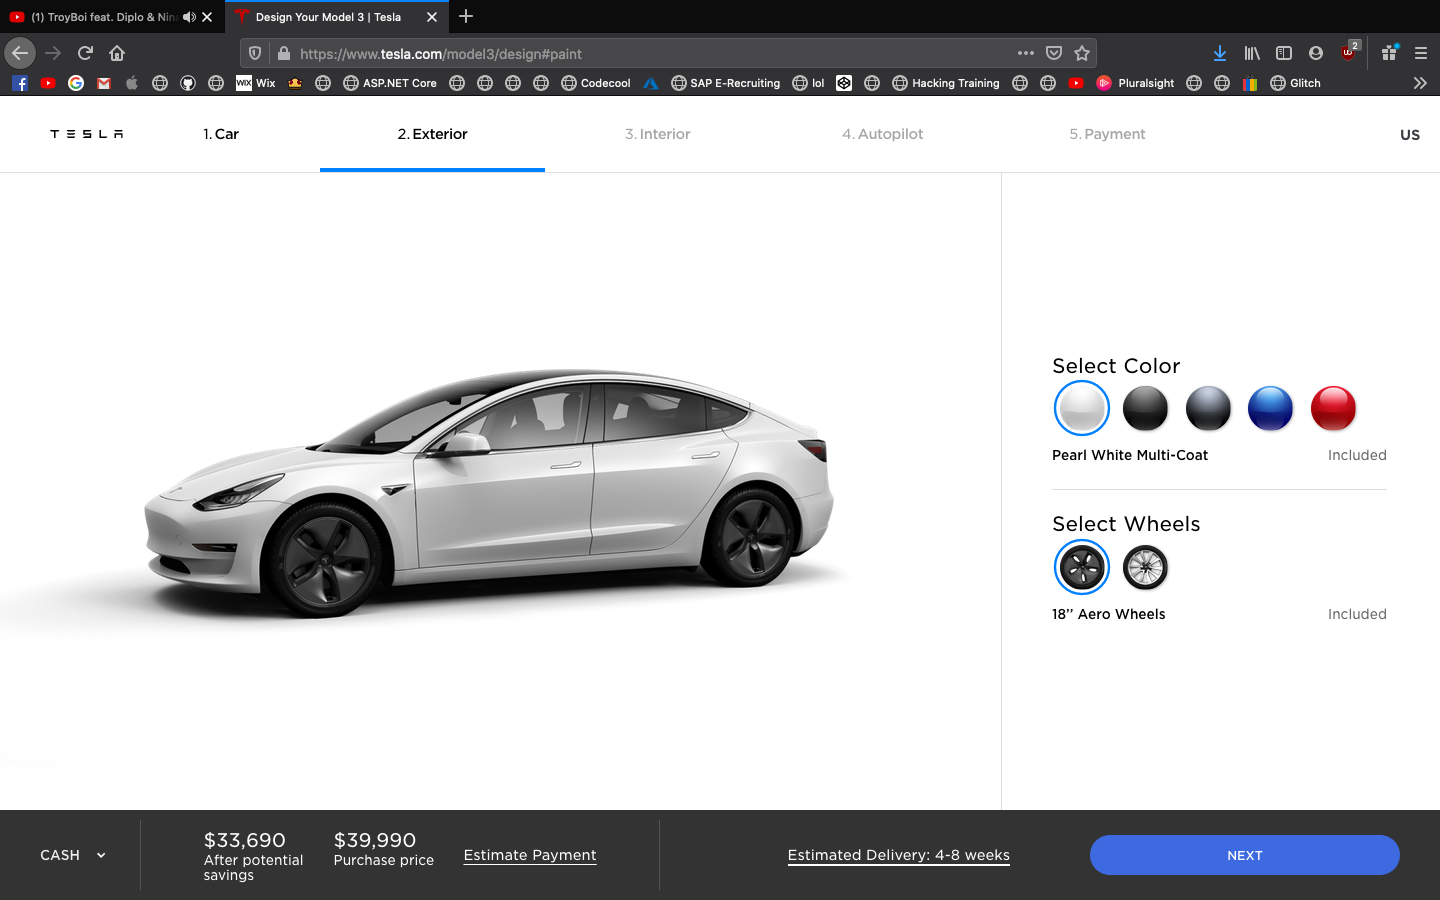 (1) TroyBoi feat. Diplo & Nina
Design Your Model 3 | Tesla
https://www.tesla.com/model3/design#paint
2
WIX Wix
ASP.NET Core
Codecool
SAP E-Recruiting
lol
Hacking Training
Pluralsight
Glitch
TESLA
1. Car
2. Exterior
3. Interior
4. Autopilot
5. Payment
US
Select Color
Pearl White Multi-Coat
Included
Select Wheels
18’’ Aero Wheels
Included
CASH
$33,690
After potential
savings
$39,990
Purchase price
Estimate Payment
Estimated Delivery: 4-8 weeks
NEXT